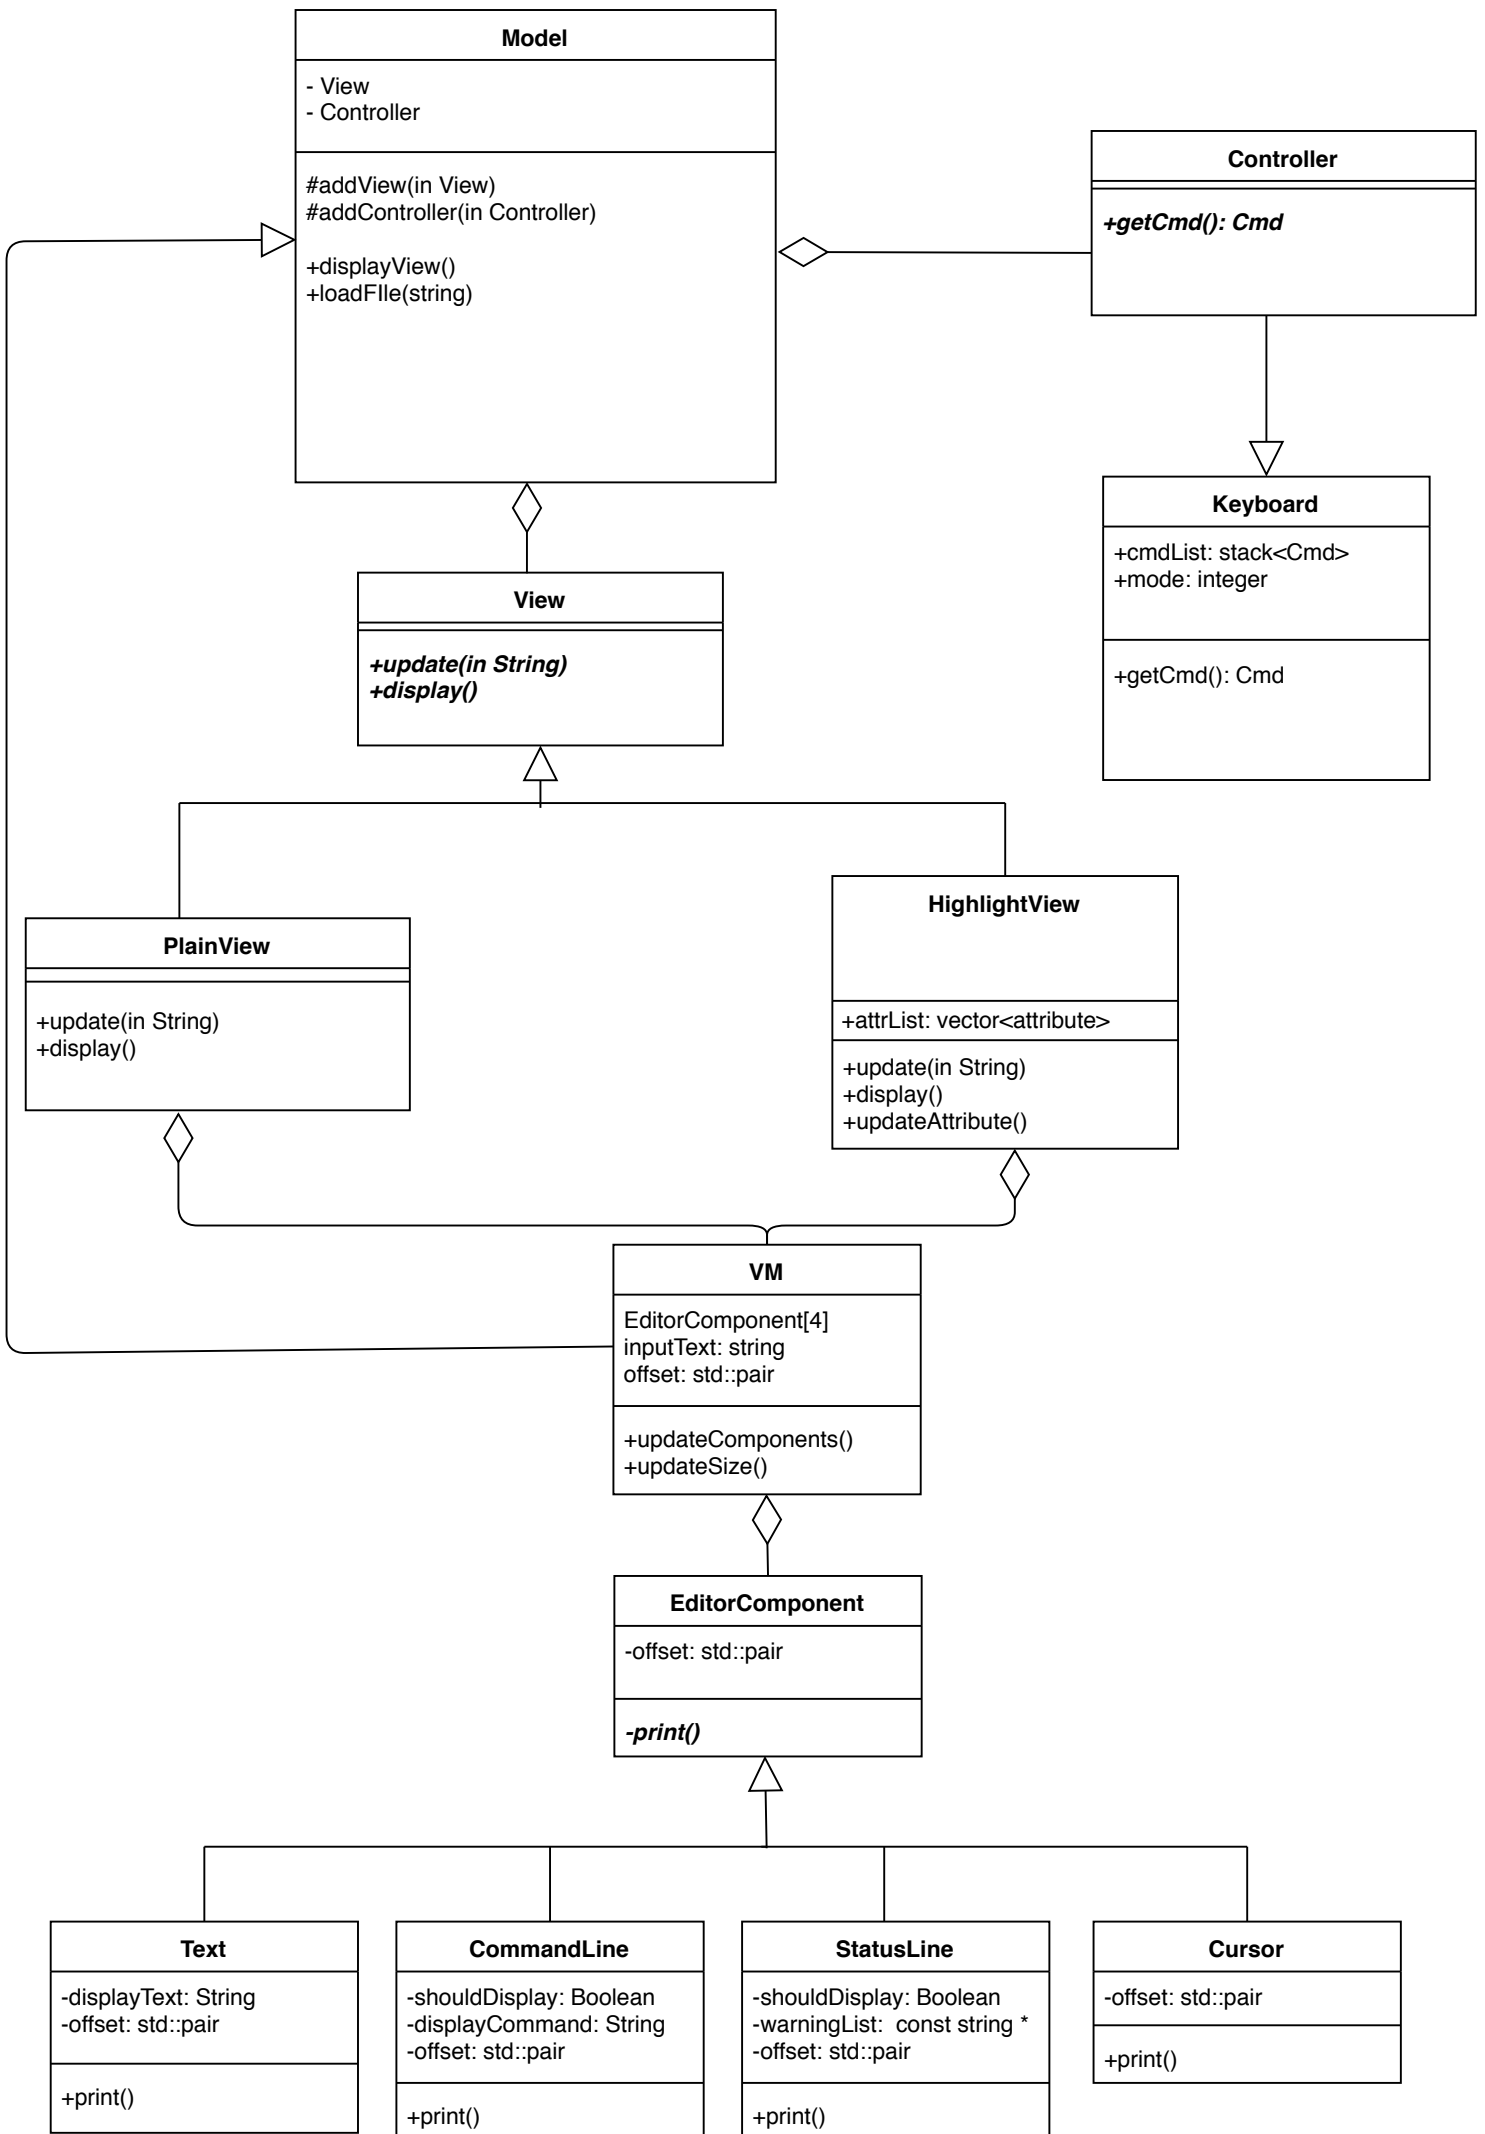 Model
- View
- Controller
#addView(in View)
#addController(in Controller)
+displayView()
+loadFIle(string)
Controller
+getCmd(): Cmd
Keyboard
+cmdList: stack<Cmd>
+mode: integer
+getCmd(): Cmd
View
+update(in String)
+display()
PlainView
+update(in String)
+display()
HighlightView
+attrList: vector<attribute>
+update(in String)
+display()
+updateAttribute()
VM
EditorComponent[4]
inputText: string
offset: std::pair
+updateComponents()
+updateSize()
EditorComponent
-offset: std::pair
-print()
Text
-displayText: String
-offset: std::pair
+print()
CommandLine
-shouldDisplay: Boolean
-displayCommand: String
-offset: std::pair
+print()
StatusLine
-shouldDisplay: Boolean
-warningList:  const string *
-offset: std::pair
+print()
Cursor
-offset: std::pair
+print()